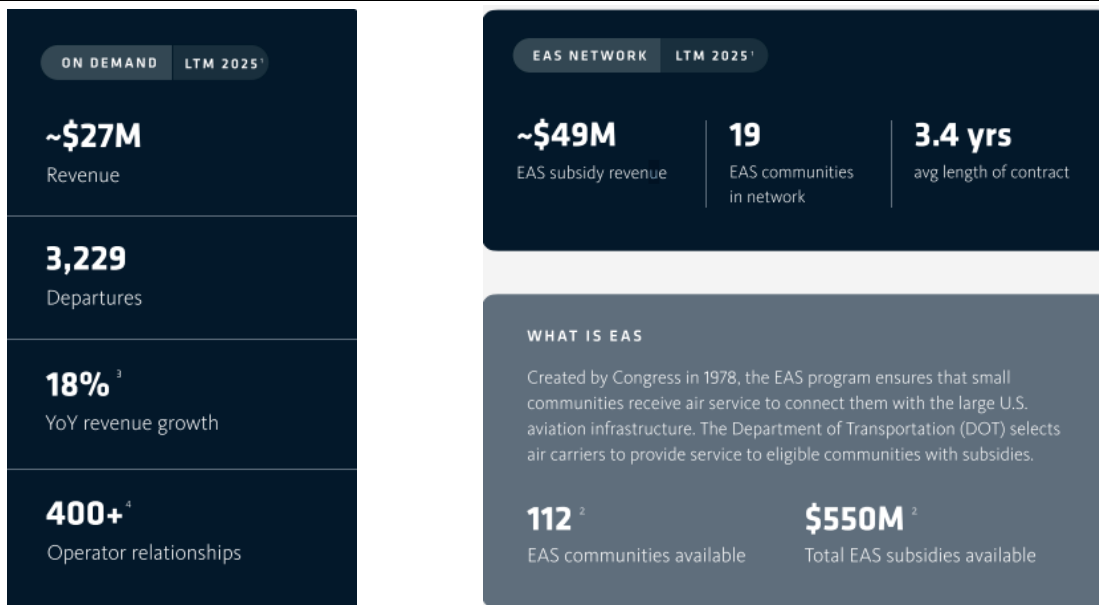 ON DEMAND LTM 2025¹
~$27M
Revenue
3,229
Departures
18% ³
YoY revenue growth
400+ ⁴
Operator relationships
EAS NETWORK LTM 2025¹
~$49M
EAS subsidy revenue
19
EAS communities
in network
3.4 yrs
avg length of contract
WHAT IS EAS
Created by Congress in 1978, the EAS program ensures that small
communities receive air service to connect them with the large U.S.
aviation infrastructure. The Department of Transportation (DOT) selects
air carriers to provide service to eligible communities with subsidies.
112 ²
EAS communities available
$550M ²
Total EAS subsidies available